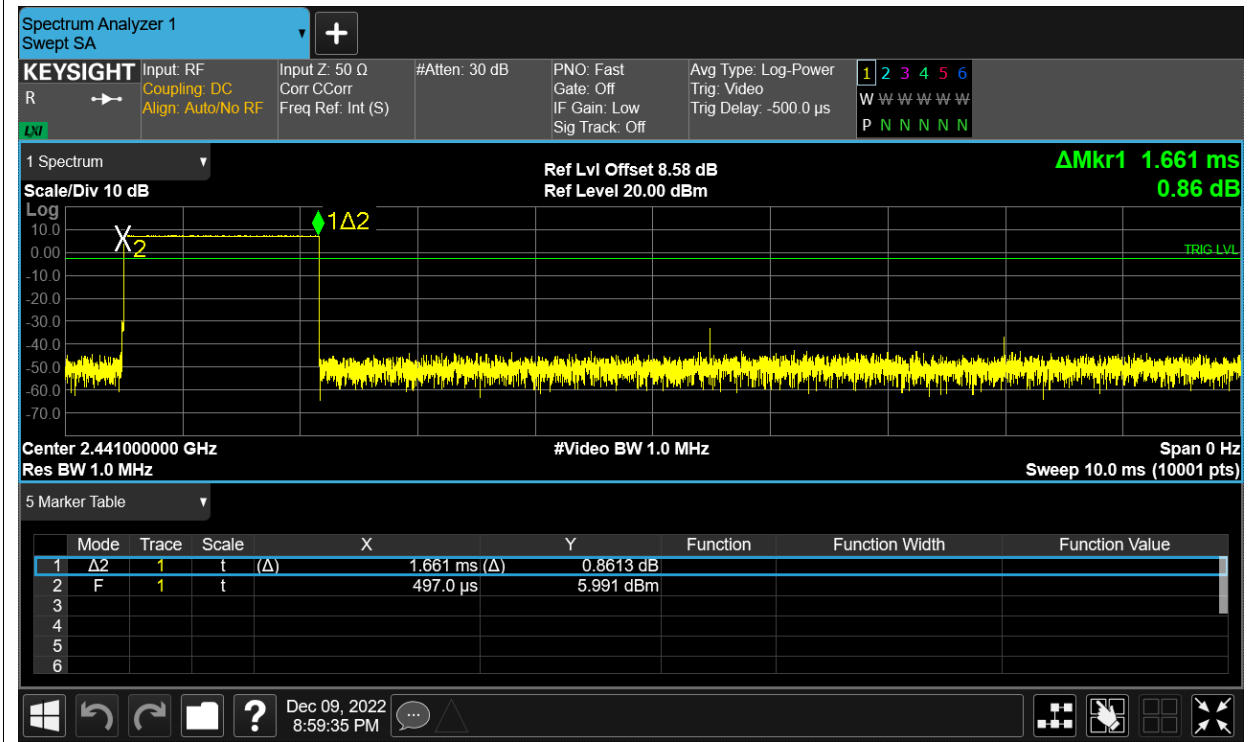 Spectrum Analyzer 1
Swept SA
KEYSIGHT Input: RF Input Z: 50 Ω #Atten: 30 dB PNO: Fast Avg Type: Log-Power 1 2 3 4 5 6
R Coupling: DC Corr CCorr Gate: Off Trig: Video W W W W W W
Align: Auto/No RF Freq Ref: Int (S) IF Gain: Low Trig Delay: -500.0 µs
LXI Sig Track: Off P N N N N N
1 Spectrum Ref Lvl Offset 8.58 dB ΔMkr1 1.661 ms
Scale/Div 10 dB Ref Level 20.00 dBm 0.86 dB
Log
10.0 1Δ2
0.00 2 TRIG LVL
-10.0
-20.0
-30.0
-40.0
-50.0
-60.0
-70.0
Center 2.441000000 GHz #Video BW 1.0 MHz Span 0 Hz
Res BW 1.0 MHz Sweep 10.0 ms (10001 pts)
5 Marker Table
Mode Trace Scale X Y Function Function Width Function Value
1 Δ2 1 t (Δ) 1.661 ms (Δ) 0.8613 dB
2 F 1 t 497.0 µs 5.991 dBm
3
4
5
6
? Dec 09, 2022
8:59:35 PM